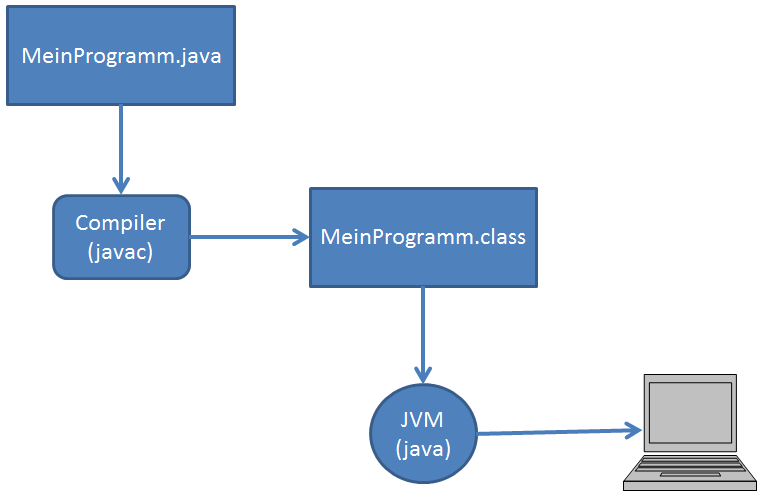 MeinProgramm.java
Compiler
(javac)
MeinProgramm.class
JVM
(java)